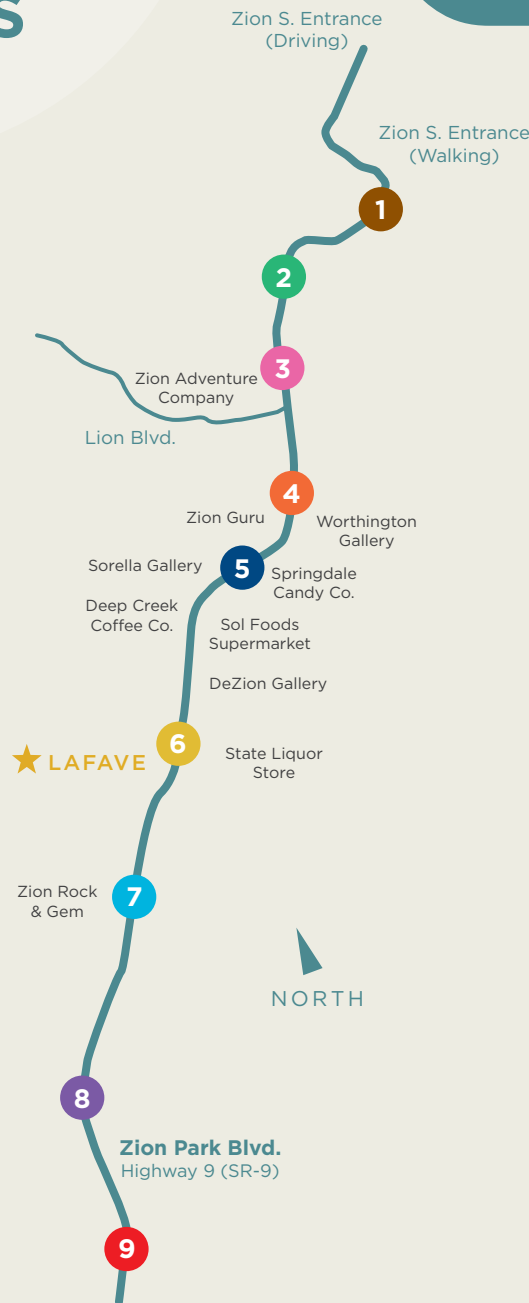 S
Zion S. Entrance
(Driving)
Zion S. Entrance
(Walking)
1
2
3
Zion Adventure
Company
Lion Blvd.
4
Zion Guru
Worthington
Gallery
5
Sorella Gallery
Springdale
Candy Co.
Deep Creek
Coffee Co.
Sol Foods
Supermarket
DeZion Gallery
6
LAFAVE
State Liquor
Store
7
Zion Rock
& Gem
NORTH
8
Zion Park Blvd.
Highway 9 (SR-9)
9